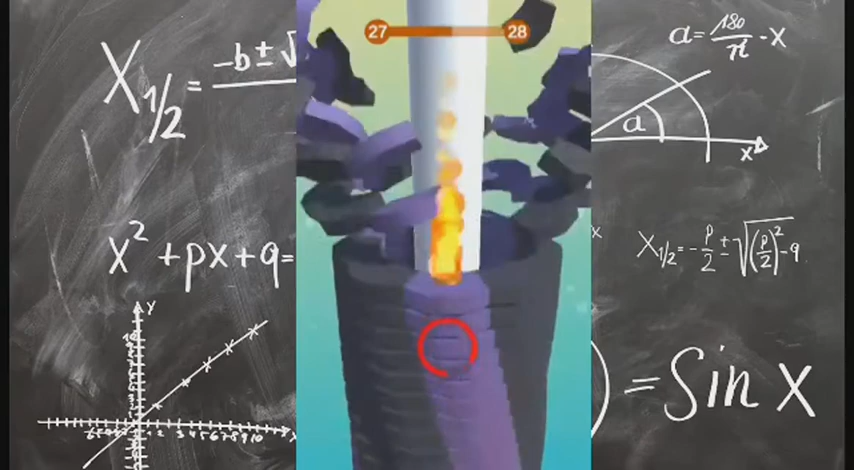 27 28
X₁/₂ = -b ± √
a = 180/π - X
a
X
x² + px + q =
x
X₁/₂ = - p/2 ± √(p/2)² - q
Y
) = Sin x